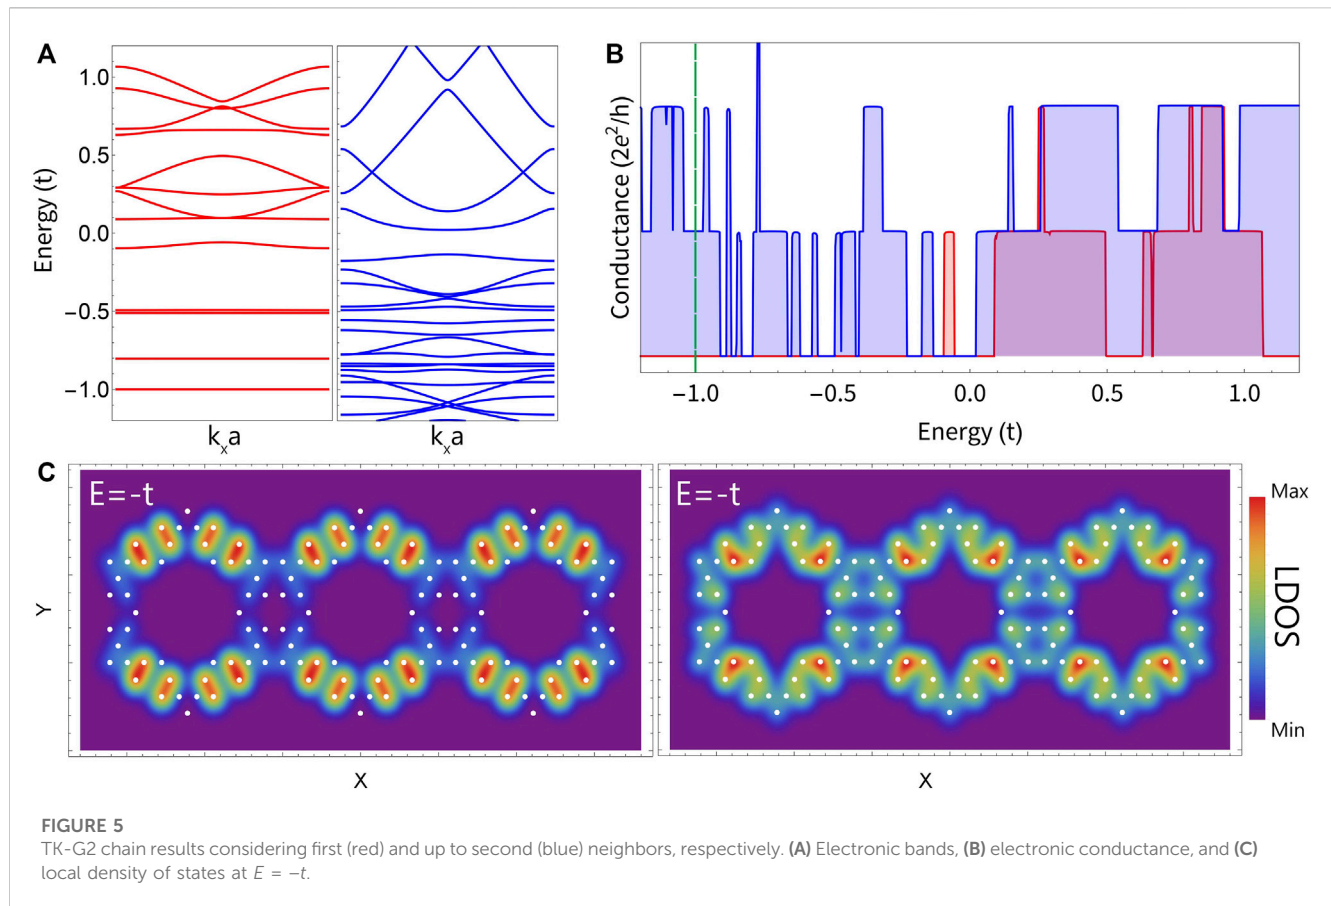 A
B
1.0
0.5
0.0
−0.5
−1.0
Energy (t)
kₓa
kₓa
Conductance (2e²/h)
−1.0
−0.5
0.0
0.5
1.0
Energy (t)
C
E=-t
E=-t
Y
X
X
Max
LDOS
Min
FIGURE 5
TK-G2 chain results considering first (red) and up to second (blue) neighbors, respectively. (A) Electronic bands, (B) electronic conductance, and (C)
local density of states at E = −t.